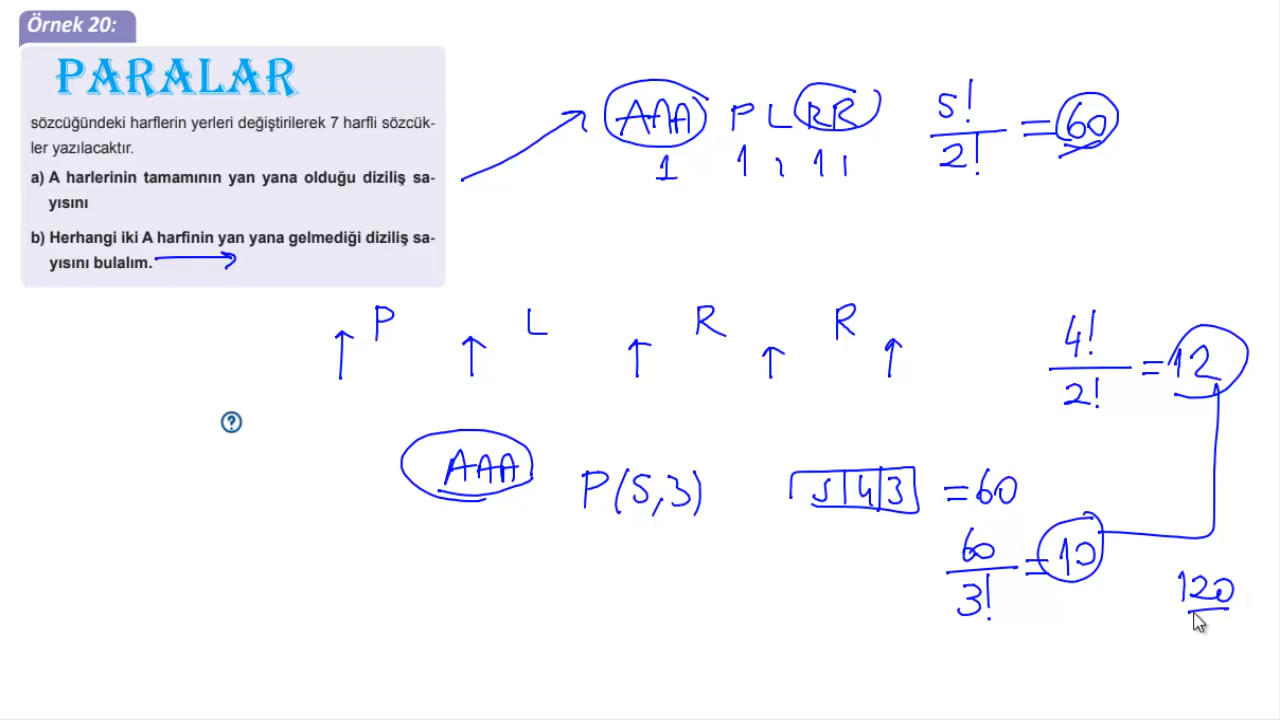 Örnek 20:
PARALAR
sözcüğündeki harflerin yerleri değiştirilerek 7 harfli sözcük-
ler yazılacaktır.
a) A harlerinin tamamının yan yana olduğu diziliş sa-
yısını
b) Herhangi iki A harfinin yan yana gelmediği diziliş sa-
yısını bulalım.
AAA P L RR 5!/2! = 60
1 1 1 1 1
P L R R 4!/2! = 12
?
AAA P(5,3) 5|4|3 = 60
60/3! = 10
120